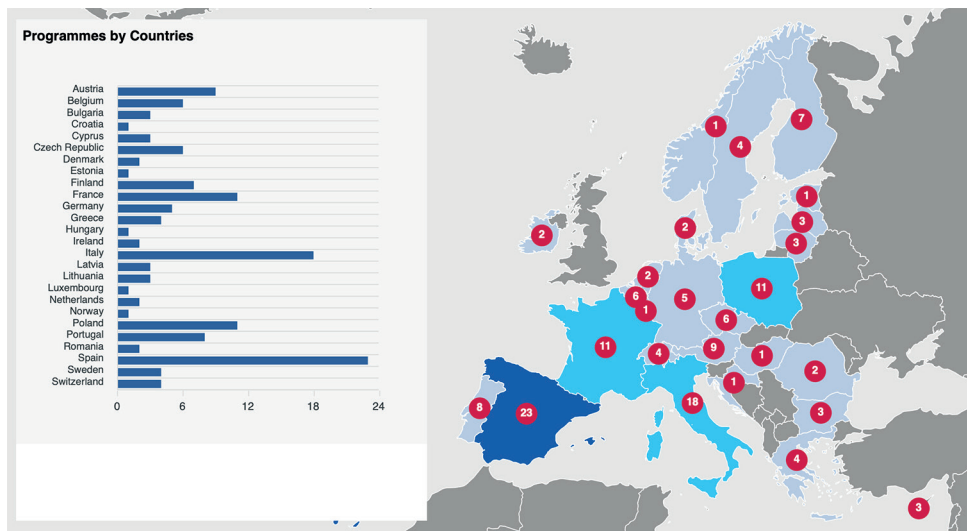 Programmes by Countries
Austria
Belgium
Bulgaria
Croatia
Cyprus
Czech Republic
Denmark
Estonia
Finland
France
Germany
Greece
Hungary
Ireland
Italy
Latvia
Lithuania
Luxembourg
Netherlands
Norway
Poland
Portugal
Romania
Spain
Sweden
Switzerland
0 6 12 18 24
7
1
4
1
3
2
2
3
2
11
6
5
1
6
11
4
9
1
2
1
18
8
23
3
4
3